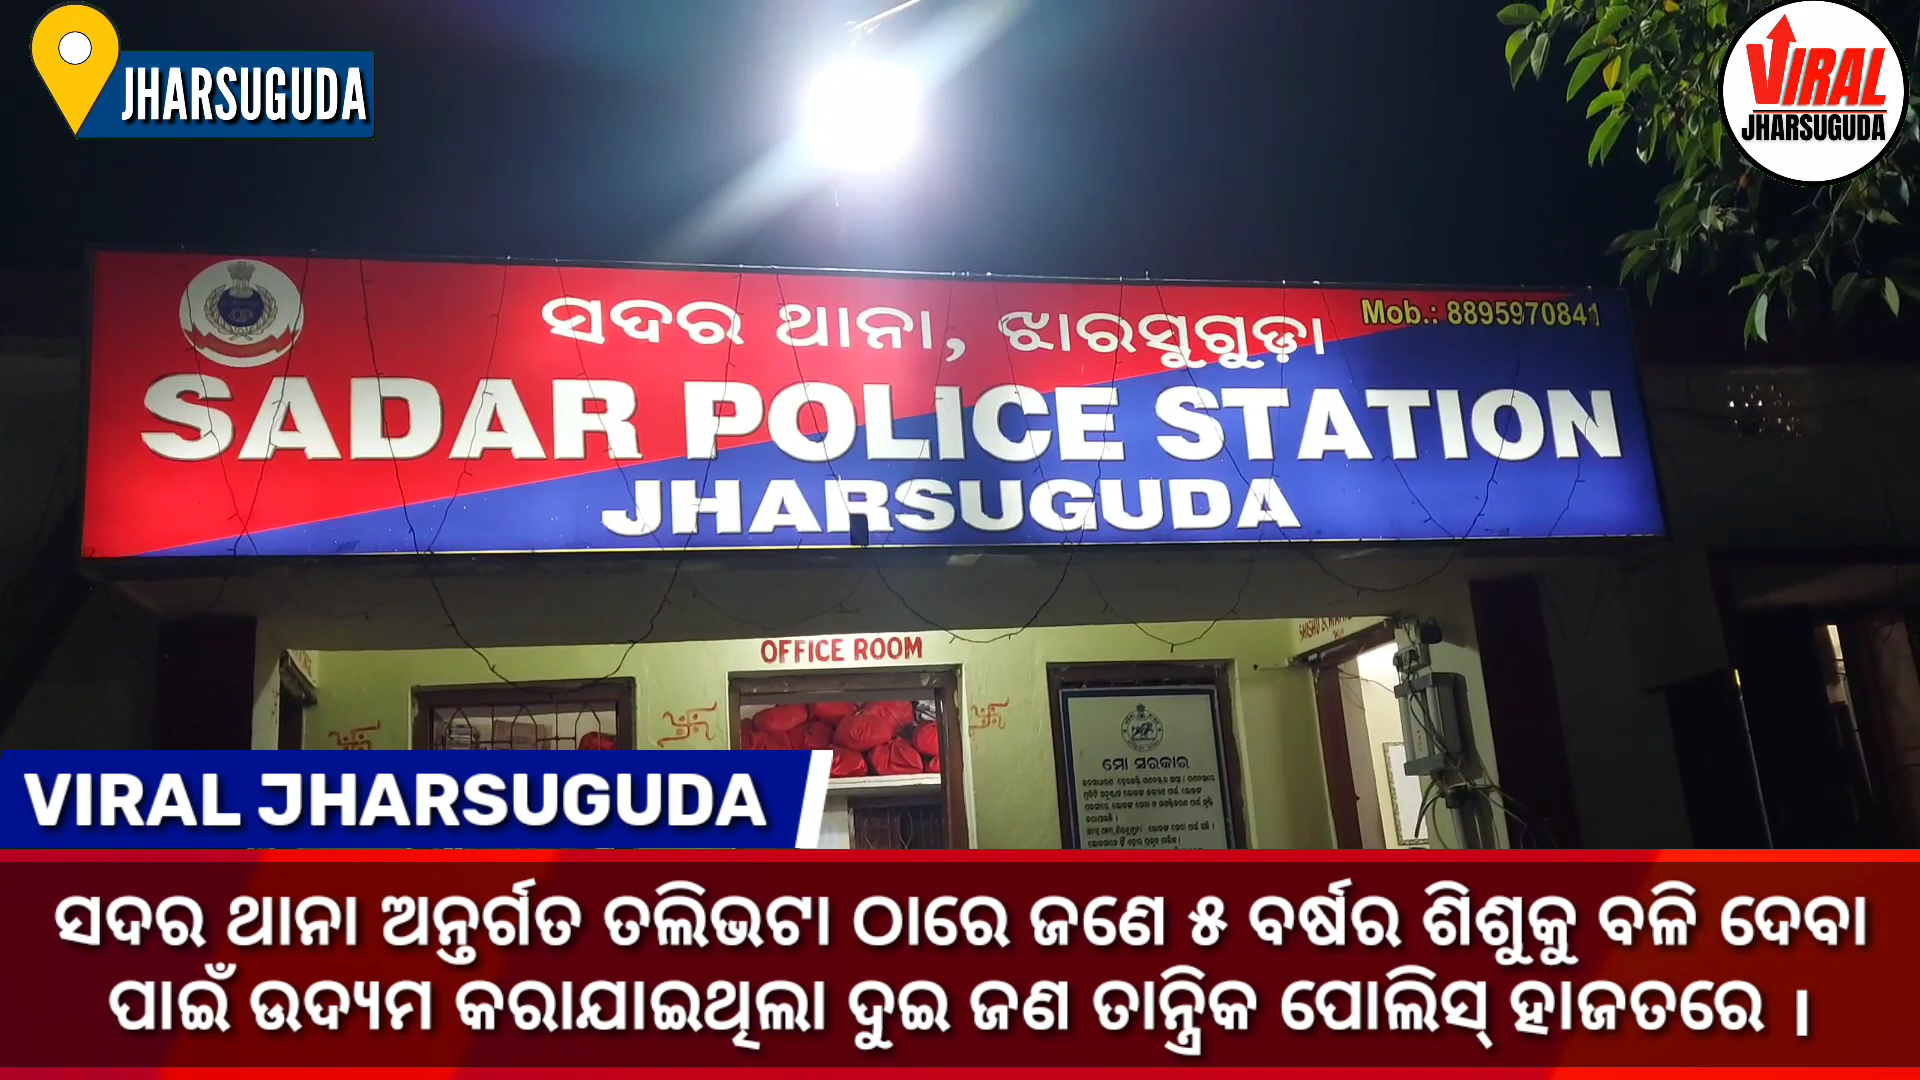 JHARSUGUDA
VIRAL
JHARSUGUDA
ସଦର ଥାନା, ଝାରସୁଗୁଡ଼ା
Mob.: 8895970841
SADAR POLICE STATION
JHARSUGUDA
OFFICE ROOM
SHISHU
ମୋ ସରକାର
VIRAL JHARSUGUDA
ସଦର ଥାନା ଅନ୍ତର୍ଗତ ତଲିଭଟା ଠାରେ ଜଣେ ୫ ବର୍ଷର ଶିଶୁକୁ ବଳି ଦେବା
ପାଇଁ ଉଦ୍ୟମ କରାଯାଇଥିଲା ଦୁଇ ଜଣ ତାନ୍ତ୍ରିକ ପୋଲିସ୍ ହାଜତରେ ।